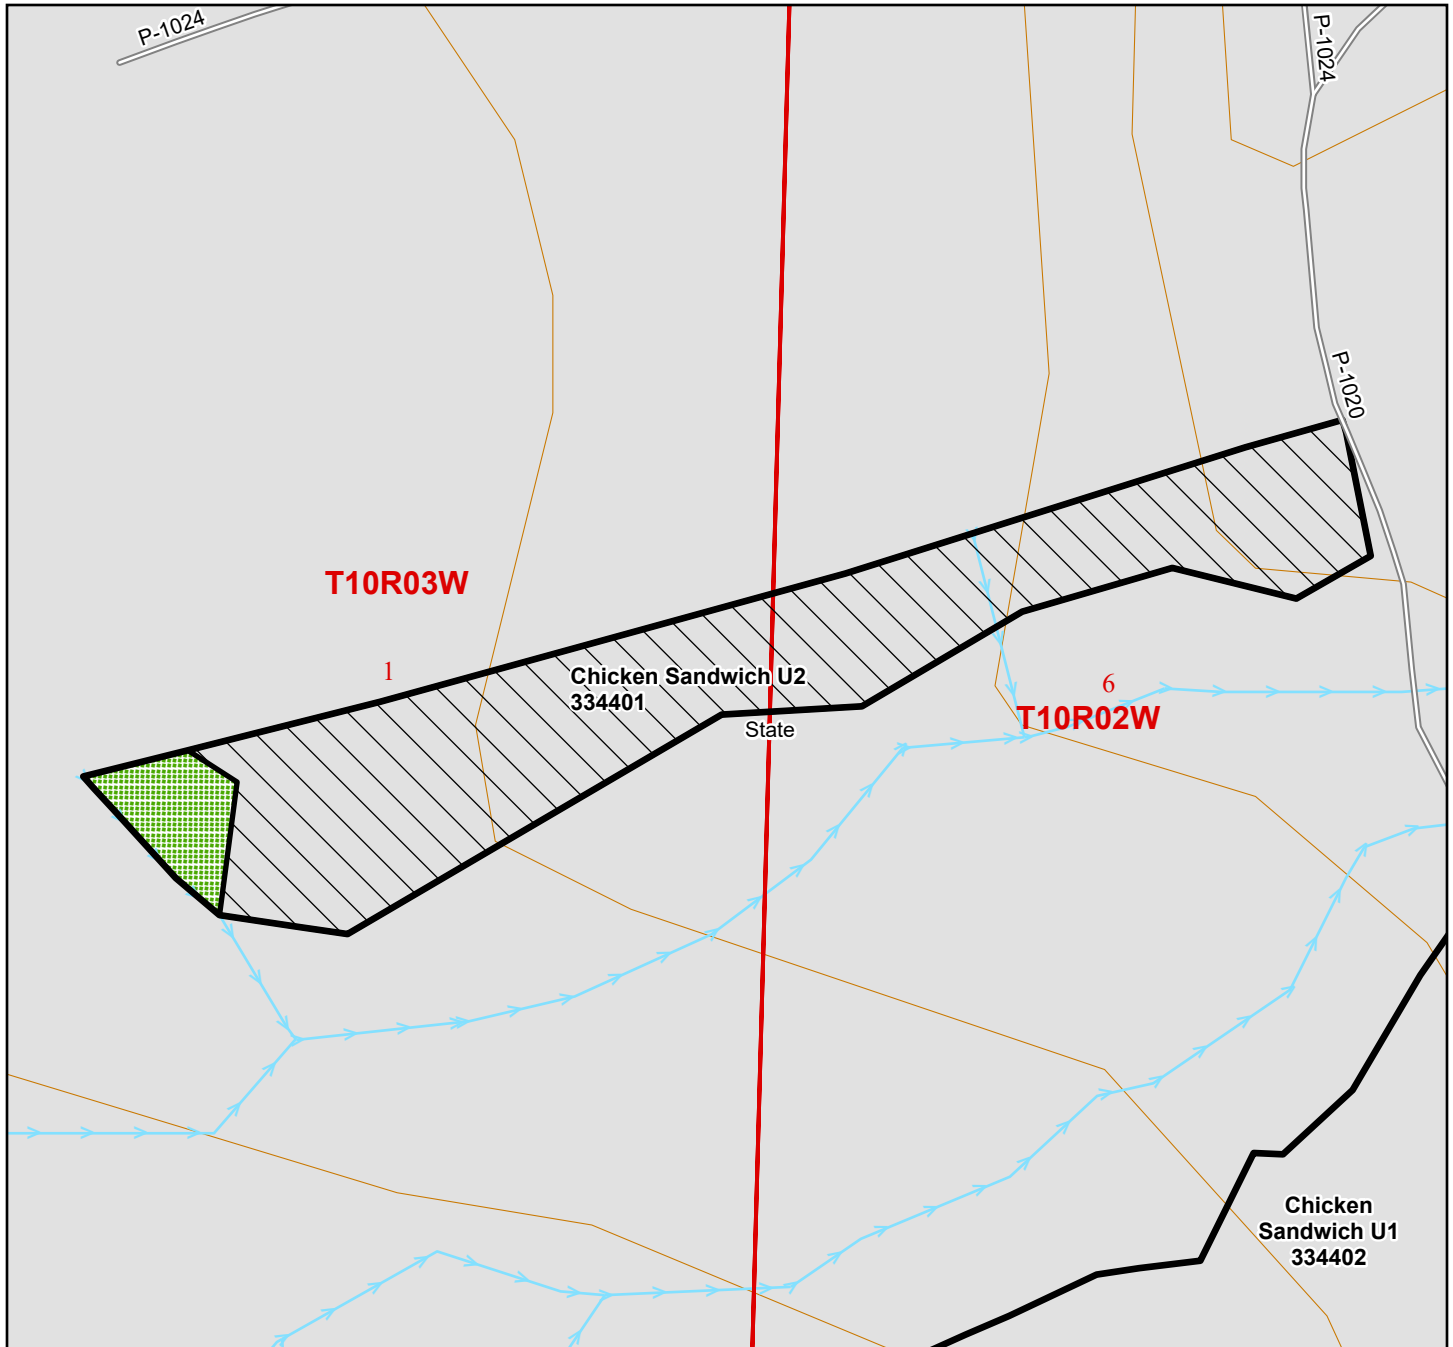 P-1024
P-1024
P-1020
T10R03W
1
Chicken Sandwich U2
334401
State
6
T10R02W
Chicken
Sandwich U1
334402